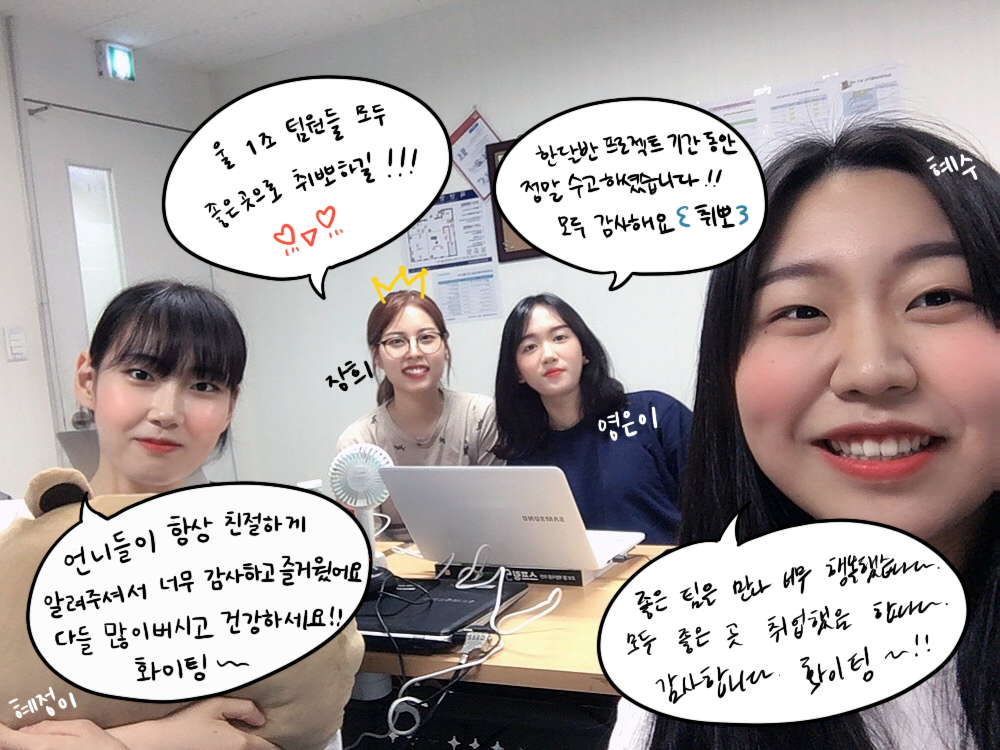 울 1조 팀원들 모두
좋은곳으로 취뽀하길 !!!
한단반 프로젝트 기간 동안
정말 수고하셨습니다 !!
모두 감사해요 ε취뽀3
혜수
장희
영은이
SAMSUNG
언니들이 항상 친절하게
알려주셔서 너무 감사하고 즐거웠어요
다들 많이버시고 건강하세요!!
화이팅 ~
혜정이
좋은 팀은 만나 너무 행복했습니다.
모두 좋은 곳 취업했음 합니다.
감사합니다. 화이팅 ~!!